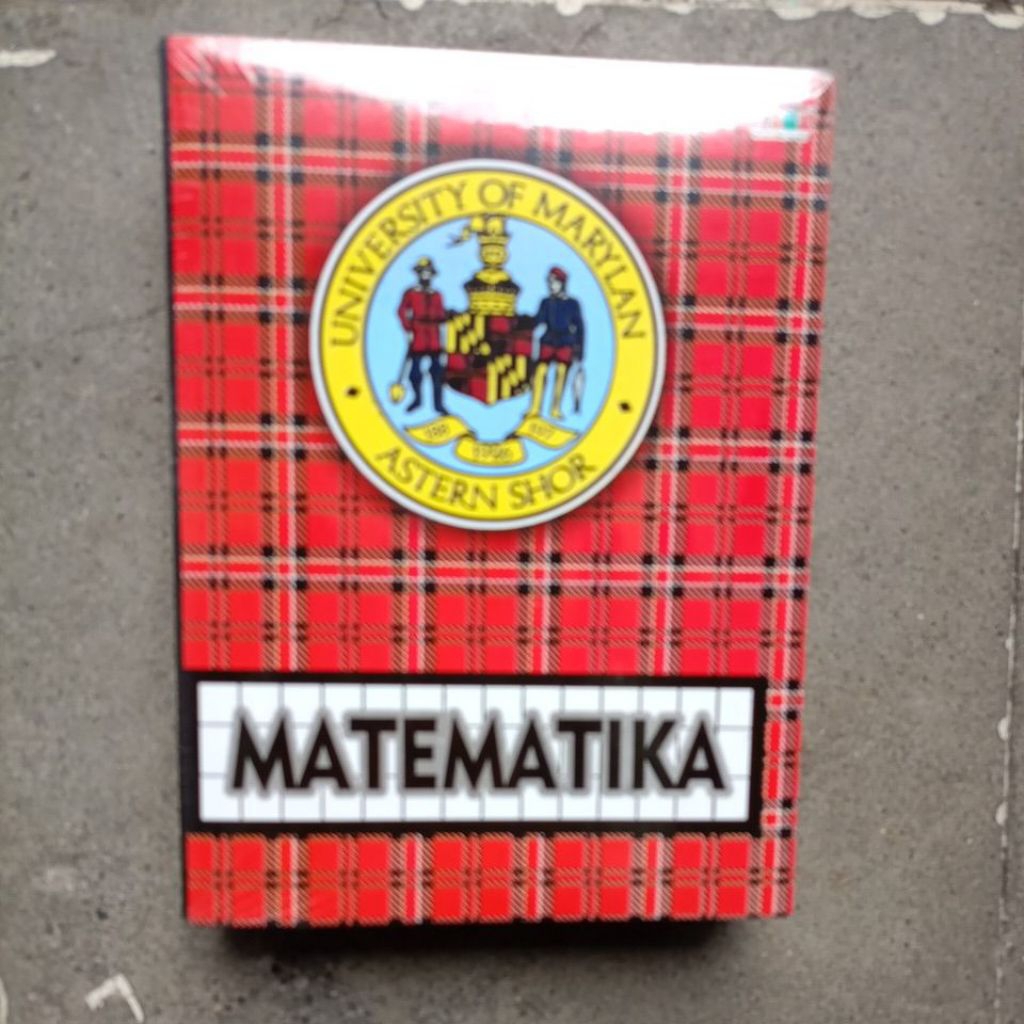 UNIVERSITY OF MARYLAN
ASTERN SHOR
MATEMATIKA